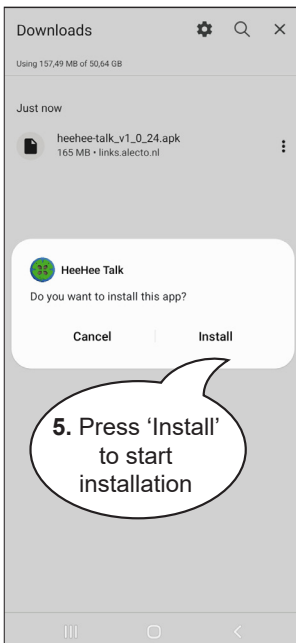 Downloads
Using 157,49 MB of 50,64 GB
Just now
heehee-talk_v1_0_24.apk
165 MB • links.alecto.nl
HeeHee Talk
Do you want to install this app?
Cancel
Install
5. Press ‘Install’
to start
installation